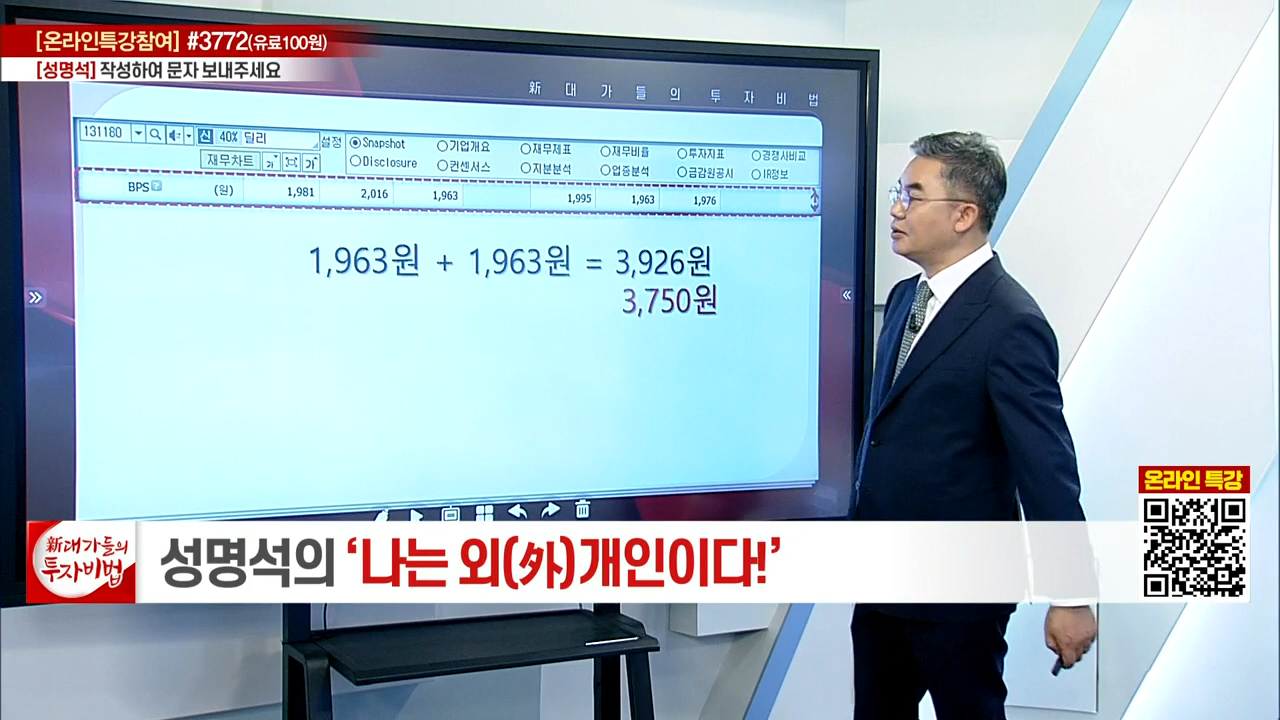 [온라인특강참여] #3772(유료100원)
[성명석] 작성하여 문자 보내주세요
新 대 가 들 의 투 자 비 법
131180 신 40% 딜리 설정 Snapshot 기업개요 재무제표 재무비율 투자지표 경쟁사비교
재무차트 가 가 Disclosure 컨센서스 지분분석 업종분석 금감원공시 IR정보
BPS (원) 1,981 2,016 1,963 1,995 1,963 1,976
1,963원 + 1,963원 = 3,926원
3,750원
온라인 특강
新대가들의
투자비법
성명석의 ‘나는 외(外)개인이다!’